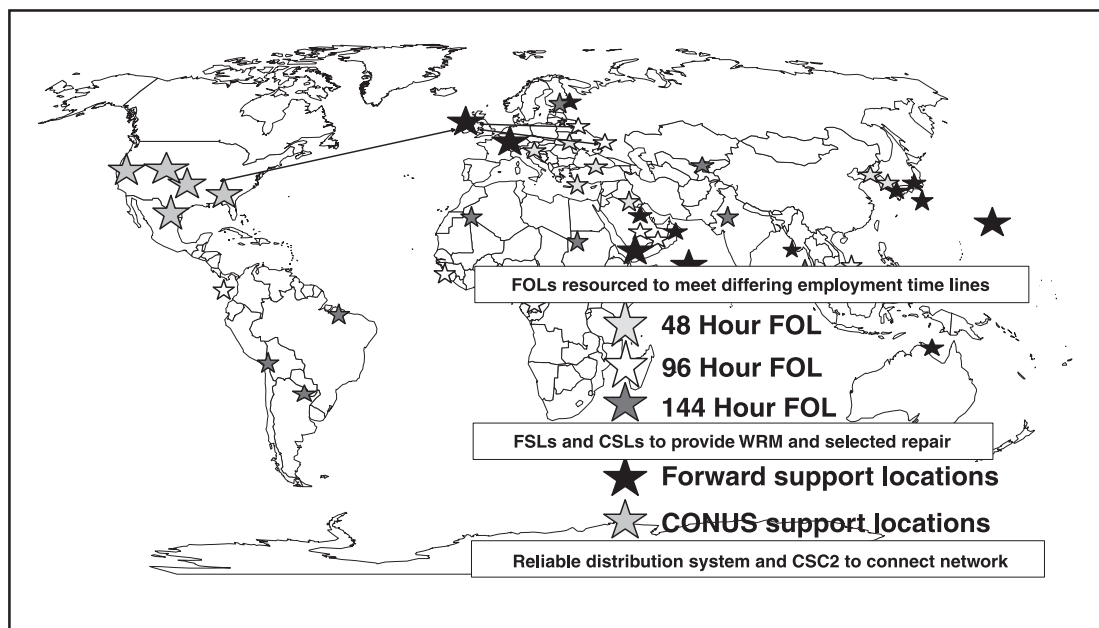 FOLs resourced to meet differing employment time lines
48 Hour FOL
96 Hour FOL
144 Hour FOL
FSLs and CSLs to provide WRM and selected repair
Forward support locations
CONUS support locations
Reliable distribution system and CSC2 to connect network